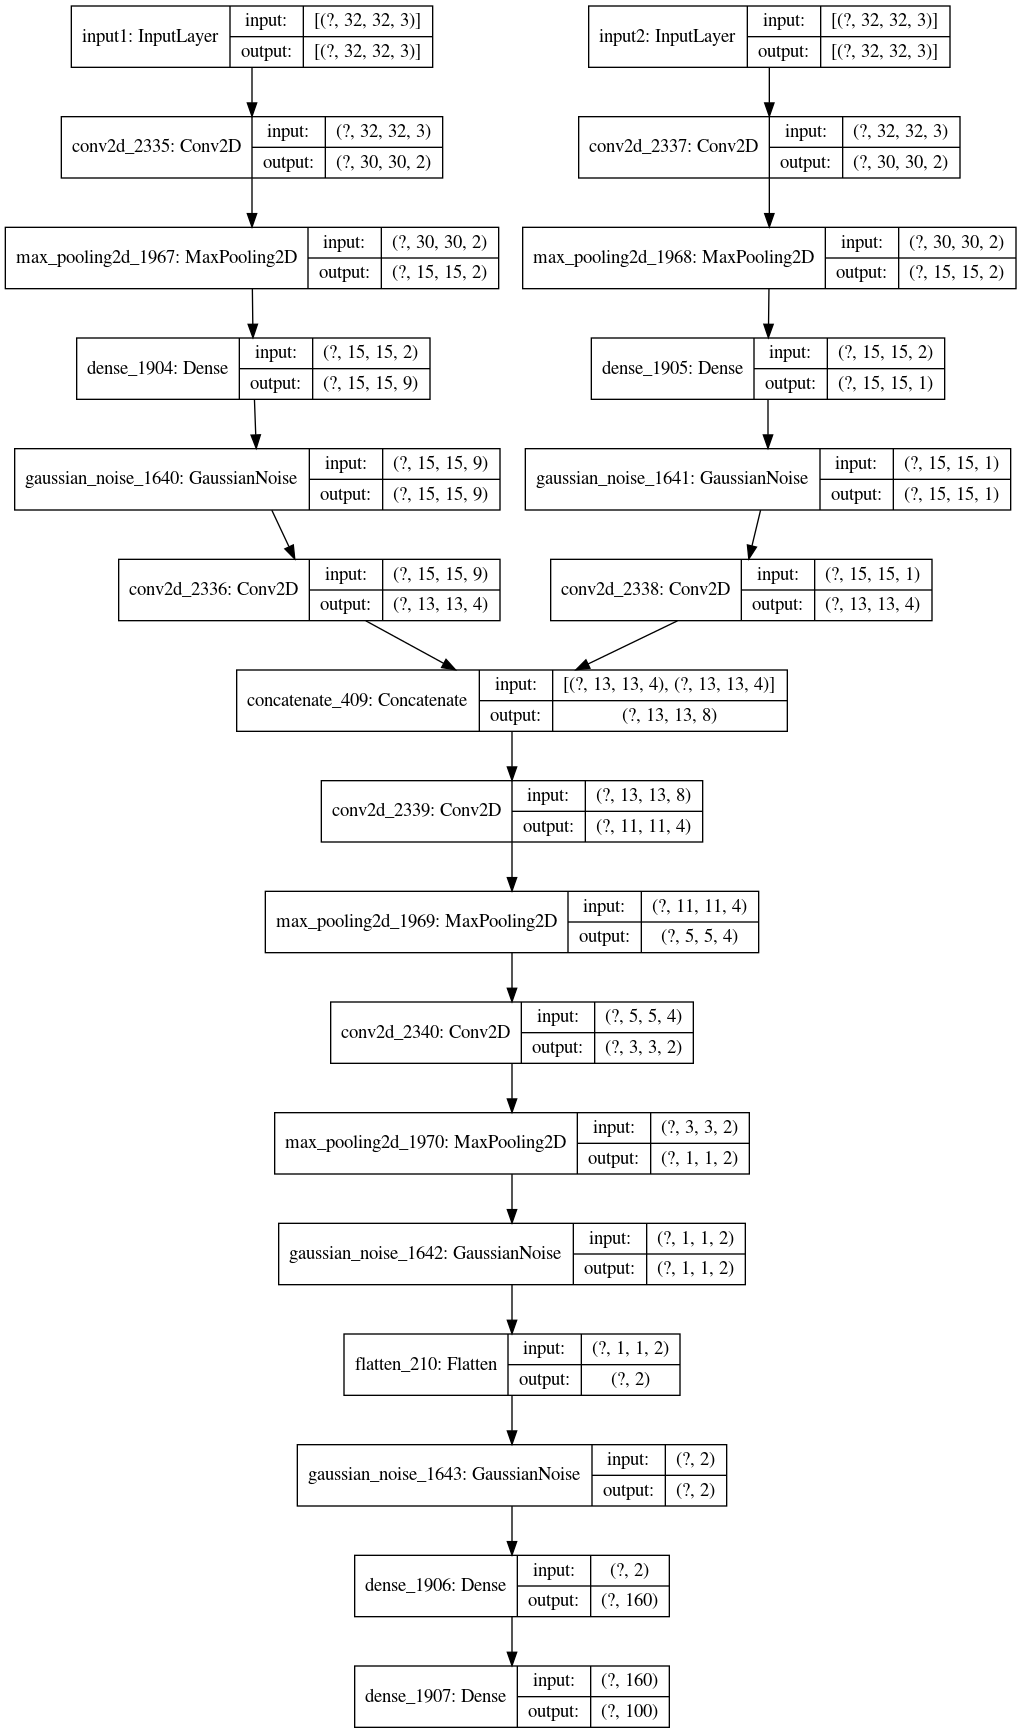 input1: InputLayer input: [(?, 32, 32, 3)]
output: [(?, 32, 32, 3)]
input2: InputLayer input: [(?, 32, 32, 3)]
output: [(?, 32, 32, 3)]
conv2d_2335: Conv2D input: (?, 32, 32, 3)
output: (?, 30, 30, 2)
conv2d_2337: Conv2D input: (?, 32, 32, 3)
output: (?, 30, 30, 2)
max_pooling2d_1967: MaxPooling2D input: (?, 30, 30, 2)
output: (?, 15, 15, 2)
max_pooling2d_1968: MaxPooling2D input: (?, 30, 30, 2)
output: (?, 15, 15, 2)
dense_1904: Dense input: (?, 15, 15, 2)
output: (?, 15, 15, 9)
dense_1905: Dense input: (?, 15, 15, 2)
output: (?, 15, 15, 1)
gaussian_noise_1640: GaussianNoise input: (?, 15, 15, 9)
output: (?, 15, 15, 9)
gaussian_noise_1641: GaussianNoise input: (?, 15, 15, 1)
output: (?, 15, 15, 1)
conv2d_2336: Conv2D input: (?, 15, 15, 9)
output: (?, 13, 13, 4)
conv2d_2338: Conv2D input: (?, 15, 15, 1)
output: (?, 13, 13, 4)
concatenate_409: Concatenate input: [(?, 13, 13, 4), (?, 13, 13, 4)]
output: (?, 13, 13, 8)
conv2d_2339: Conv2D input: (?, 13, 13, 8)
output: (?, 11, 11, 4)
max_pooling2d_1969: MaxPooling2D input: (?, 11, 11, 4)
output: (?, 5, 5, 4)
conv2d_2340: Conv2D input: (?, 5, 5, 4)
output: (?, 3, 3, 2)
max_pooling2d_1970: MaxPooling2D input: (?, 3, 3, 2)
output: (?, 1, 1, 2)
gaussian_noise_1642: GaussianNoise input: (?, 1, 1, 2)
output: (?, 1, 1, 2)
flatten_210: Flatten input: (?, 1, 1, 2)
output: (?, 2)
gaussian_noise_1643: GaussianNoise input: (?, 2)
output: (?, 2)
dense_1906: Dense input: (?, 2)
output: (?, 160)
dense_1907: Dense input: (?, 160)
output: (?, 100)